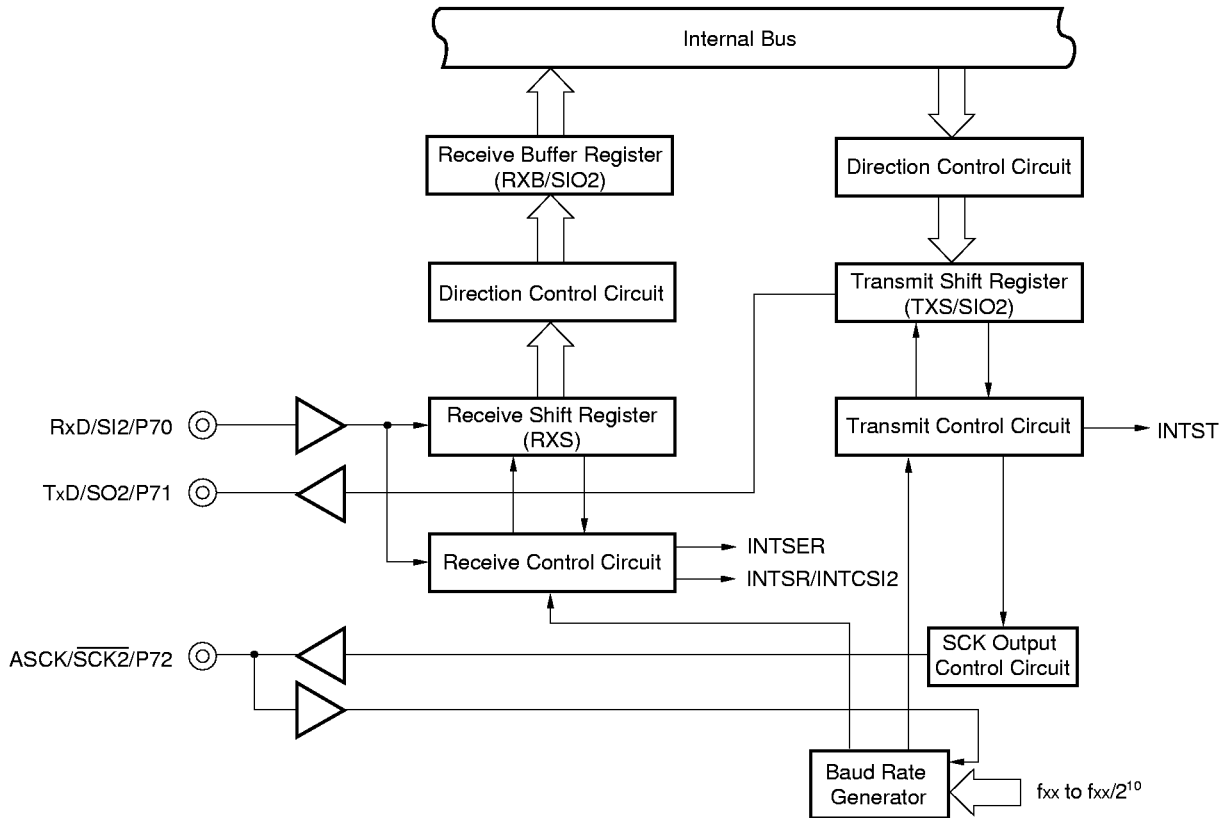 Internal Bus
Receive Buffer Register
(RXB/SIO2)
Direction Control Circuit
Direction Control Circuit
Transmit Shift Register
(TXS/SIO2)
RxD/SI2/P70
Receive Shift Register
(RXS)
Transmit Control Circuit
INTST
TxD/SO2/P71
Receive Control Circuit
INTSER
INTSR/INTCSI2
ASCK/S̅C̅K̅2̅/P72
SCK Output
Control Circuit
Baud Rate
Generator
fxx to fxx/2¹⁰